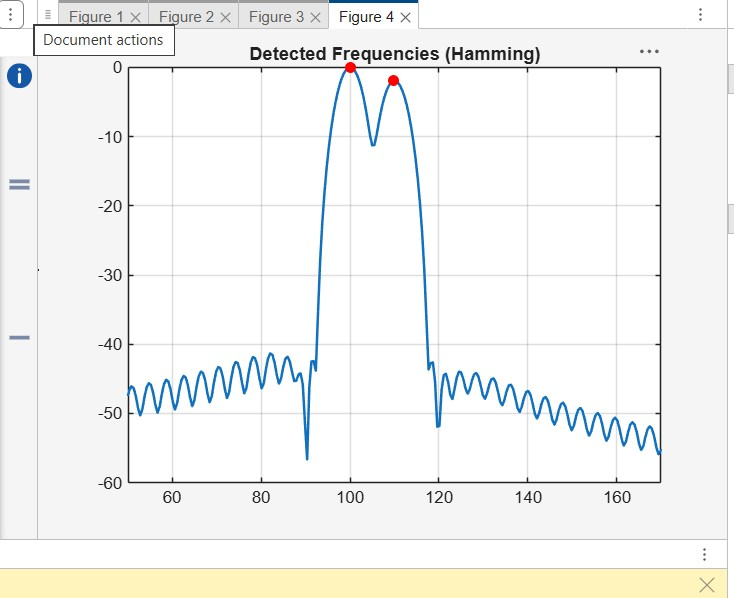 Figure 1 Figure 2 Figure 3 Figure 4
Document actions
Detected Frequencies (Hamming)
0
-10
-20
-30
-40
-50
-60
60 80 100 120 140 160